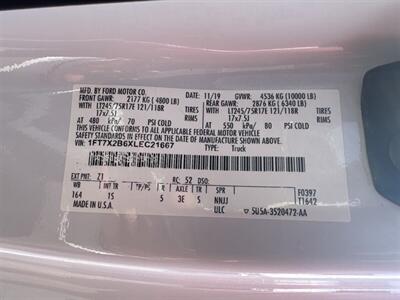 MFD. BY FORD MOTOR CO. 11/19 GVWR: 4536 KG (10000 LB)
FRONT GAWR: 2177 KG ( 4800 LB) REAR GAWR: 2876 KG ( 6340 LB)
WITH LT245/75R17E 121/118R TIRES WITH LT245/75R17E 121/118R TIRES
17x7.5J RIMS 17x7.5J RIMS
AT 480 kPa/ 70 PSI COLD AT 550 kPa/ 80 PSI COLD
THIS VEHICLE CONFORMS TO ALL APPLICABLE FEDERAL MOTOR VEHICLE
SAFETY STANDARDS IN EFFECT ON THE DATE OF MANUFACTURE SHOWN ABOVE.
VIN: 1FT7X2B6XLEC21667 TYPE: Truck
EXT PNT: Z1 RC: 52 DSO: F0397
WB INT TR TP/PS R AXLE TR SPR T1642
164 1S 5 3E S NNJJ
MADE IN U.S.A. ULC 5U5A-3520472-AA